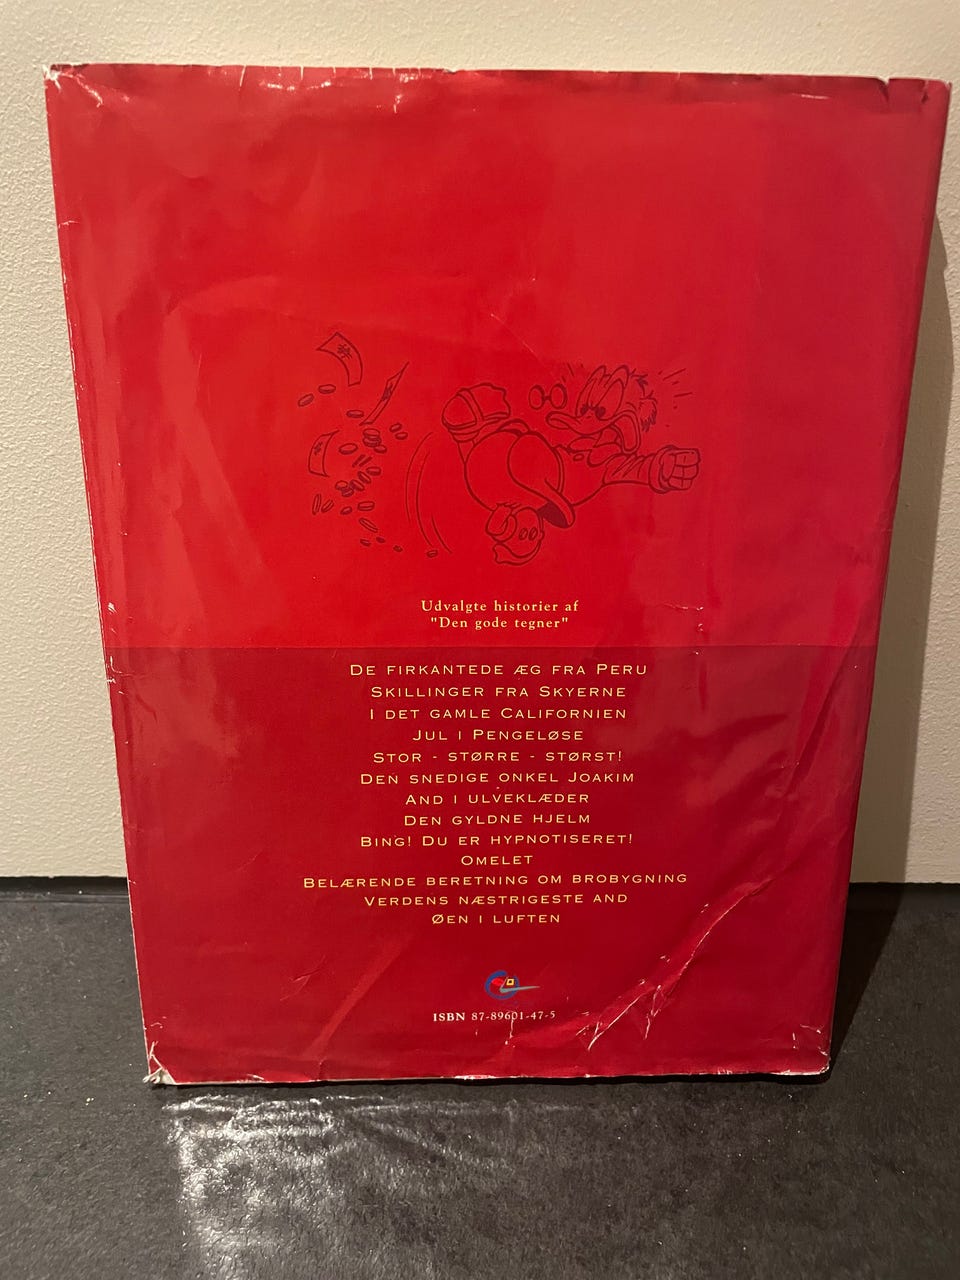 Udvalgte historier af
"Den gode tegner"
DE FIRKANTEDE ÆG FRA PERU
SKILLINGER FRA SKYERNE
I DET GAMLE CALIFORNIEN
JUL I PENGELØSE
STOR - STØRRE - STØRST!
DEN SNEDIGE ONKEL JOAKIM
AND I ULVEKLÆDER
DEN GYLDNE HJELM
BING! DU ER HYPNOTISERET!
OMELET
BELÆRENDE BERETNING OM BROBYGNING
VERDENS NÆSTRIGESTE AND
ØEN I LUFTEN
ISBN 87-89601-47-5